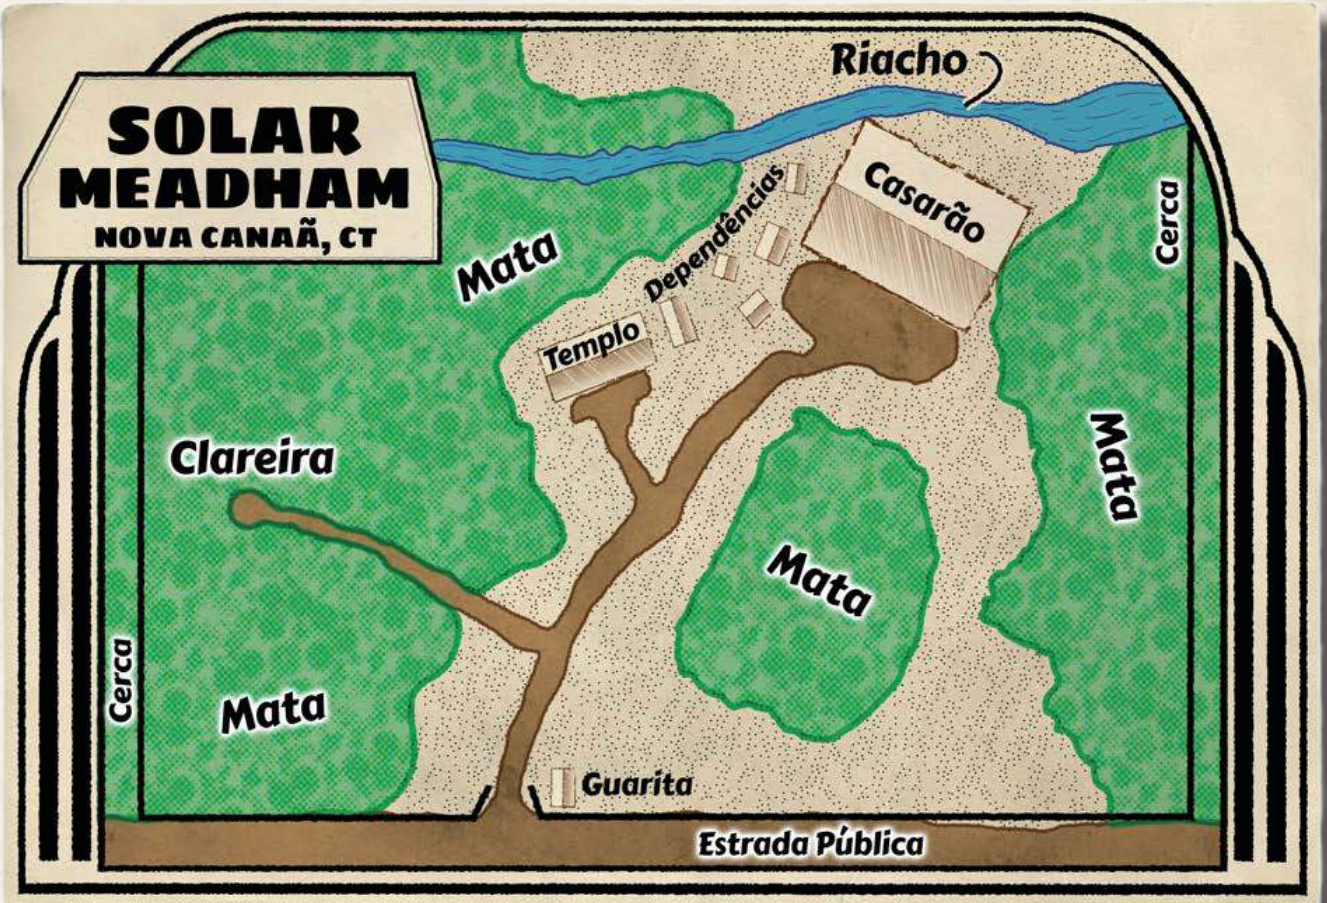 SOLAR
MEADHAM
NOVA CANAÃ, CT
Riacho
Casarão
Cerca
Dependências
Mata
Templo
Clareira
Mata
Mata
Cerca
Mata
Guarita
Estrada Pública